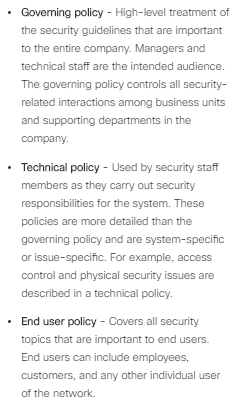 • Governing policy – High-level treatment of
the security guidelines that are important
to the entire company. Managers and
technical staff are the intended audience.
The governing policy controls all security-
related interactions among business units
and supporting departments in the
company.
• Technical policy – Used by security staff
members as they carry out security
responsibilities for the system. These
policies are more detailed than the
governing policy and are system-specific
or issue-specific. For example, access
control and physical security issues are
described in a technical policy.
• End user policy – Covers all security
topics that are important to end users.
End users can include employees,
customers, and any other individual user
of the network.